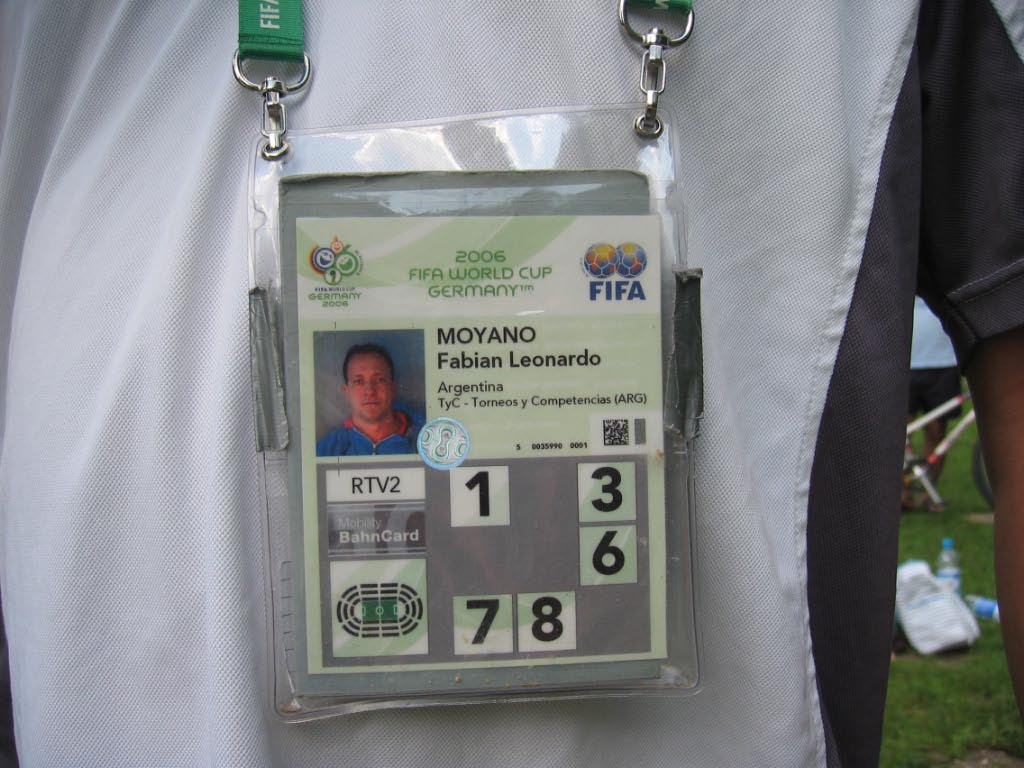 FIFA
2006
FIFA WORLD CUP
GERMANY™
FIFA WORLD CUP
GERMANY
2006
FIFA
MOYANO
Fabian Leonardo
Argentina
TyC - Torneos y Competencias (ARG)
S 0035990 0001
RTV2
Mobility
BahnCard
1
3
6
7
8